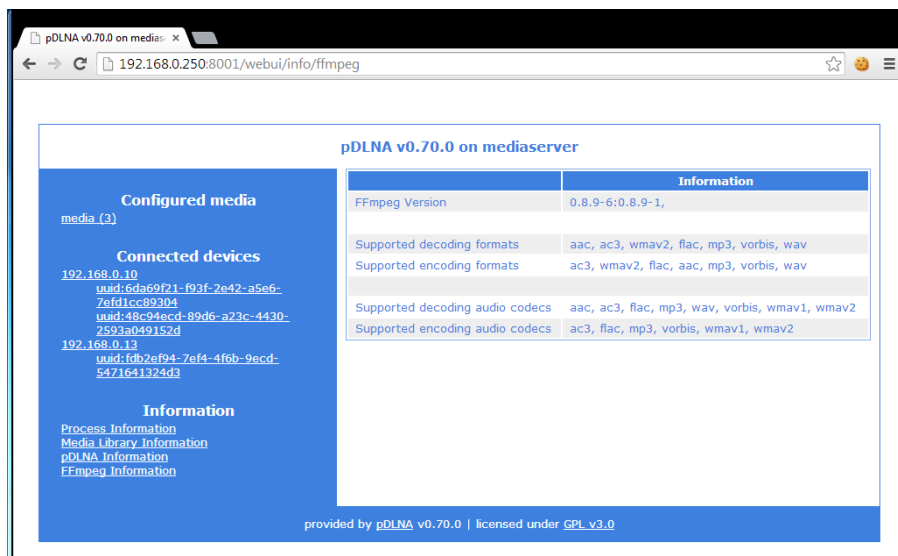 pDLNA v0.70.0 on medias
192.168.0.250:8001/webui/info/ffmpeg
pDLNA v0.70.0 on mediaserver
Configured media
media (3)
Connected devices
192.168.0.10
uuid:6da69f21-f93f-2e42-a5e6-
7efd1cc89304
uuid:48c94ecd-89d6-a23c-4430-
2593a049152d
192.168.0.13
uuid:fdb2ef94-7ef4-4f6b-9ecd-
5471641324d3
Information
Process Information
Media Library Information
pDLNA Information
FFmpeg Information
Information
FFmpeg Version 0.8.9-6:0.8.9-1,
Supported decoding formats aac, ac3, wmav2, flac, mp3, vorbis, wav
Supported encoding formats ac3, wmav2, flac, aac, mp3, vorbis, wav
Supported decoding audio codecs aac, ac3, flac, mp3, wav, vorbis, wmav1, wmav2
Supported encoding audio codecs ac3, flac, mp3, vorbis, wmav1, wmav2
provided by pDLNA v0.70.0 | licensed under GPL v3.0